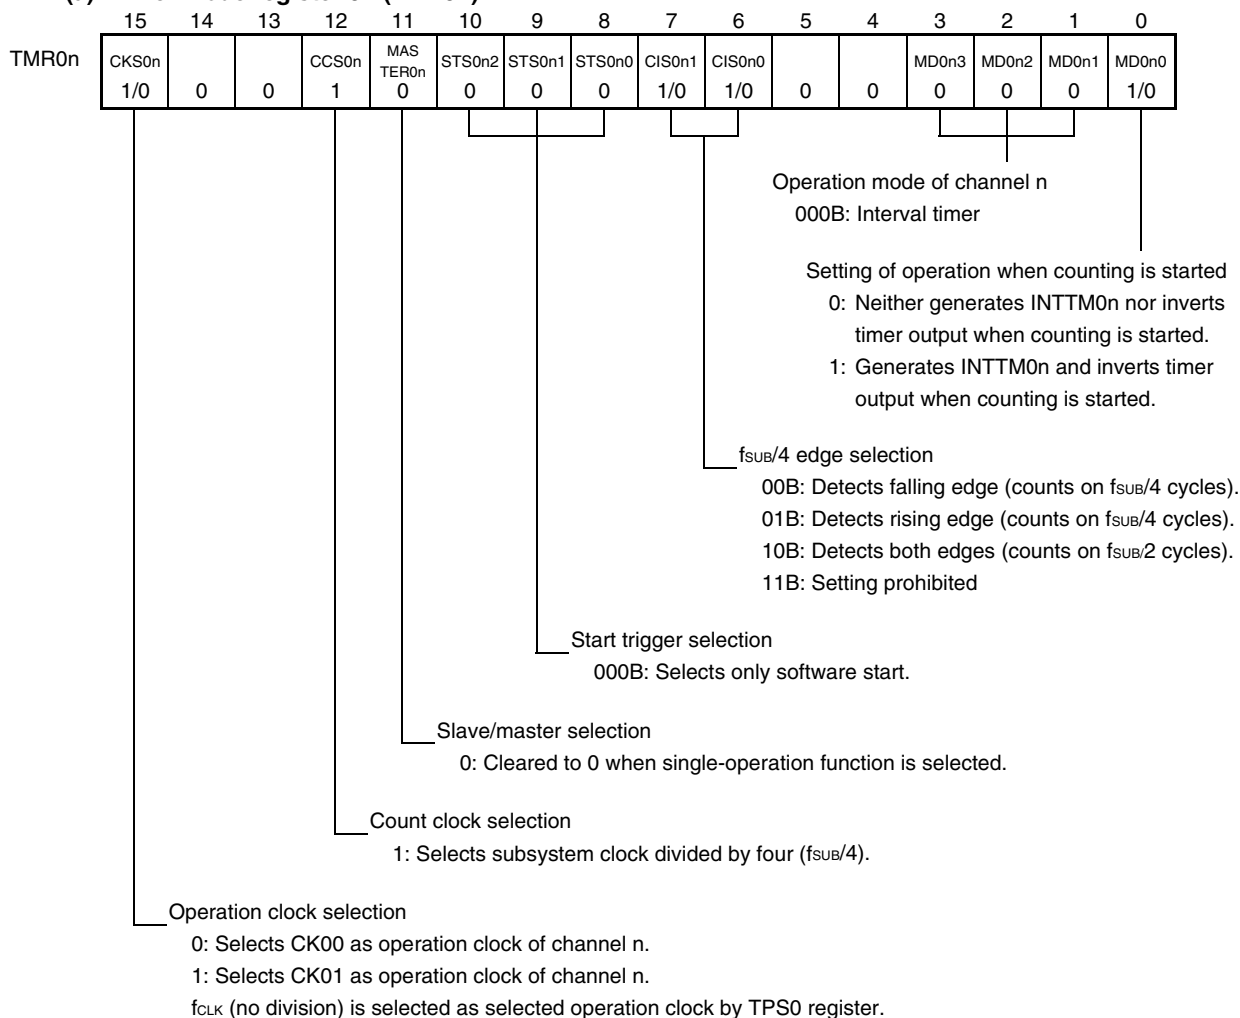 15 14 13 12 11 10 9 8 7 6 5 4 3 2 1 0
TMR0n CKS0n CCS0n MAS TER0n STS0n2 STS0n1 STS0n0 CIS0n1 CIS0n0 MD0n3 MD0n2 MD0n1 MD0n0
1/0 0 0 1 0 0 0 0 1/0 1/0 0 0 0 0 0 1/0
Operation mode of channel n
000B: Interval timer
Setting of operation when counting is started
0: Neither generates INTTM0n nor inverts
timer output when counting is started.
1: Generates INTTM0n and inverts timer
output when counting is started.
fSUB/4 edge selection
00B: Detects falling edge (counts on fSUB/4 cycles).
01B: Detects rising edge (counts on fSUB/4 cycles).
10B: Detects both edges (counts on fSUB/2 cycles).
11B: Setting prohibited
Start trigger selection
000B: Selects only software start.
Slave/master selection
0: Cleared to 0 when single-operation function is selected.
Count clock selection
1: Selects subsystem clock divided by four (fSUB/4).
Operation clock selection
0: Selects CK00 as operation clock of channel n.
1: Selects CK01 as operation clock of channel n.
fCLK (no division) is selected as selected operation clock by TPS0 register.